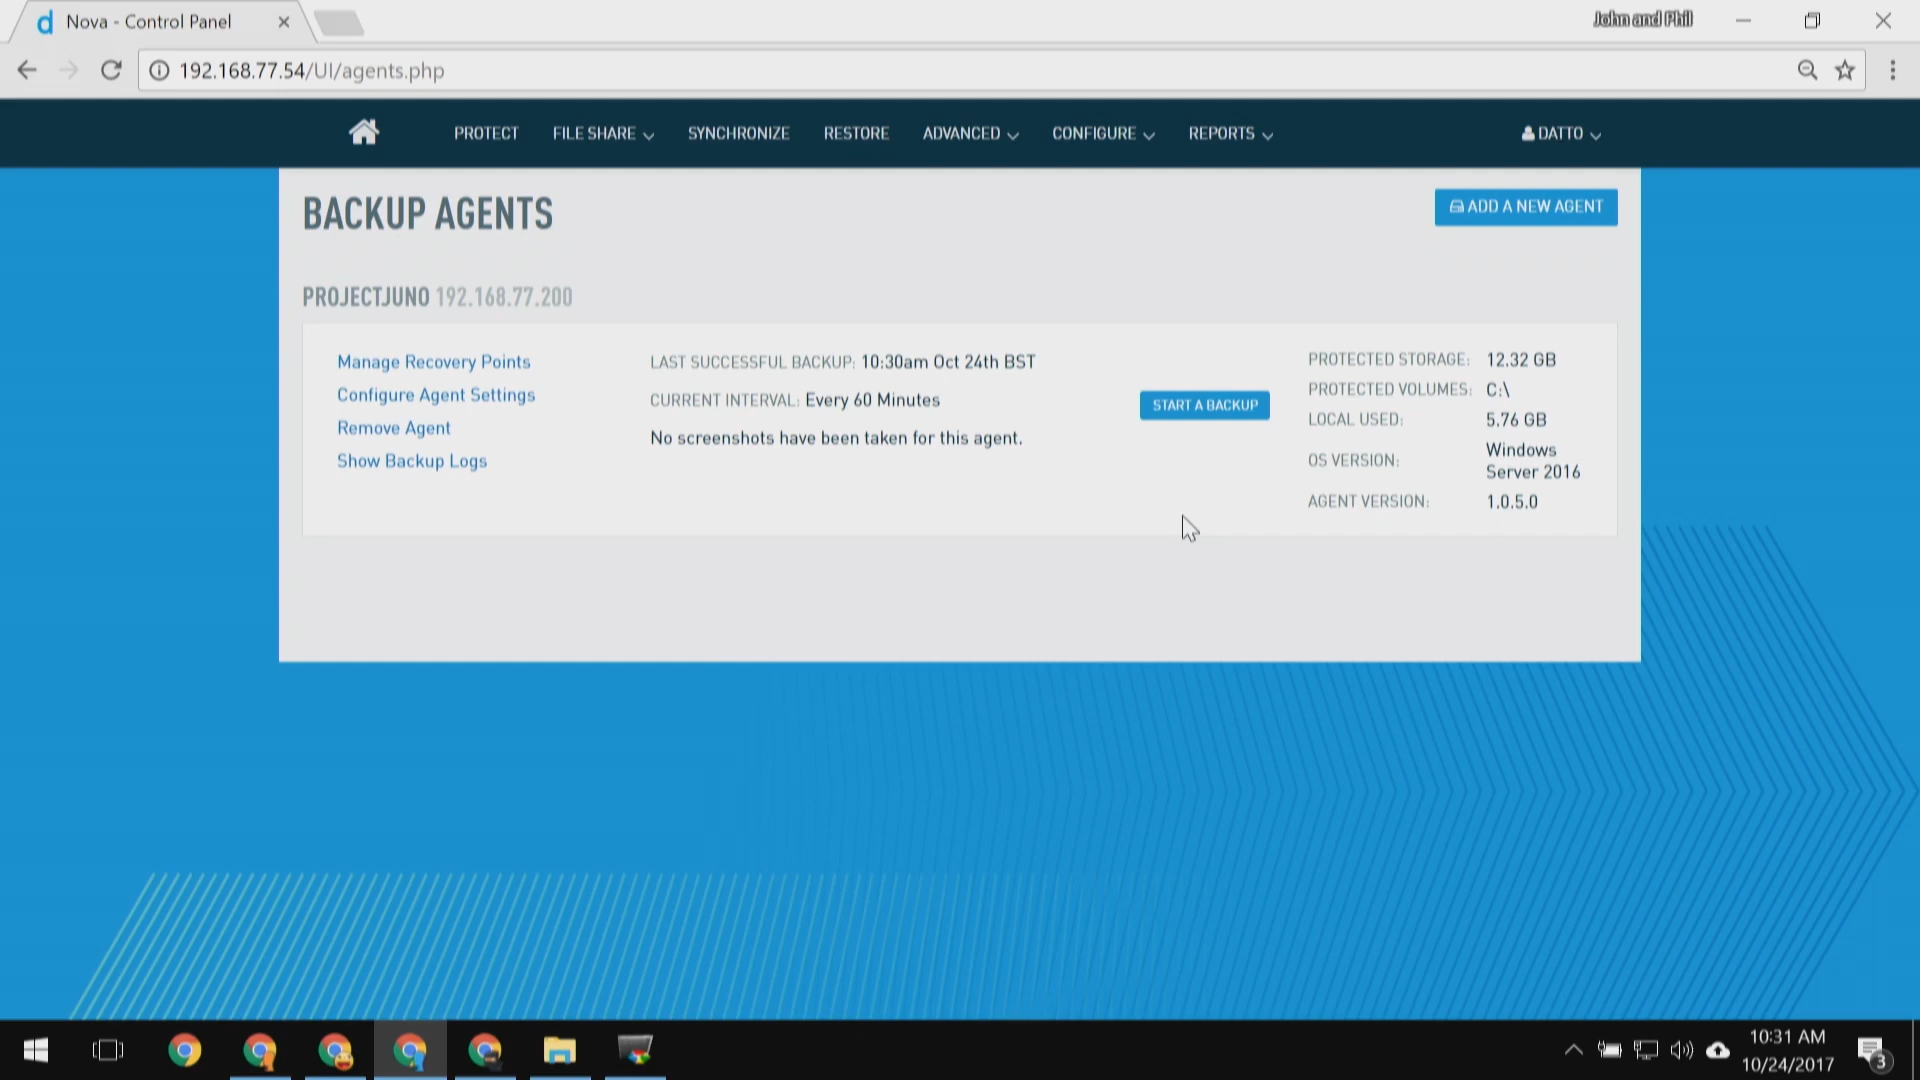 d Nova - Control Panel
John and Phil
192.168.77.54/UI/agents.php
PROTECT FILE SHARE SYNCHRONIZE RESTORE ADVANCED CONFIGURE REPORTS DATTO
BACKUP AGENTS
ADD A NEW AGENT
PROJECTJUNO 192.168.77.200
Manage Recovery Points
Configure Agent Settings
Remove Agent
Show Backup Logs
LAST SUCCESSFUL BACKUP: 10:30am Oct 24th BST
CURRENT INTERVAL: Every 60 Minutes
No screenshots have been taken for this agent.
START A BACKUP
PROTECTED STORAGE: 12.32 GB
PROTECTED VOLUMES: C:\
LOCAL USED: 5.76 GB
OS VERSION: Windows
Server 2016
AGENT VERSION: 1.0.5.0
10:31 AM
10/24/2017
3